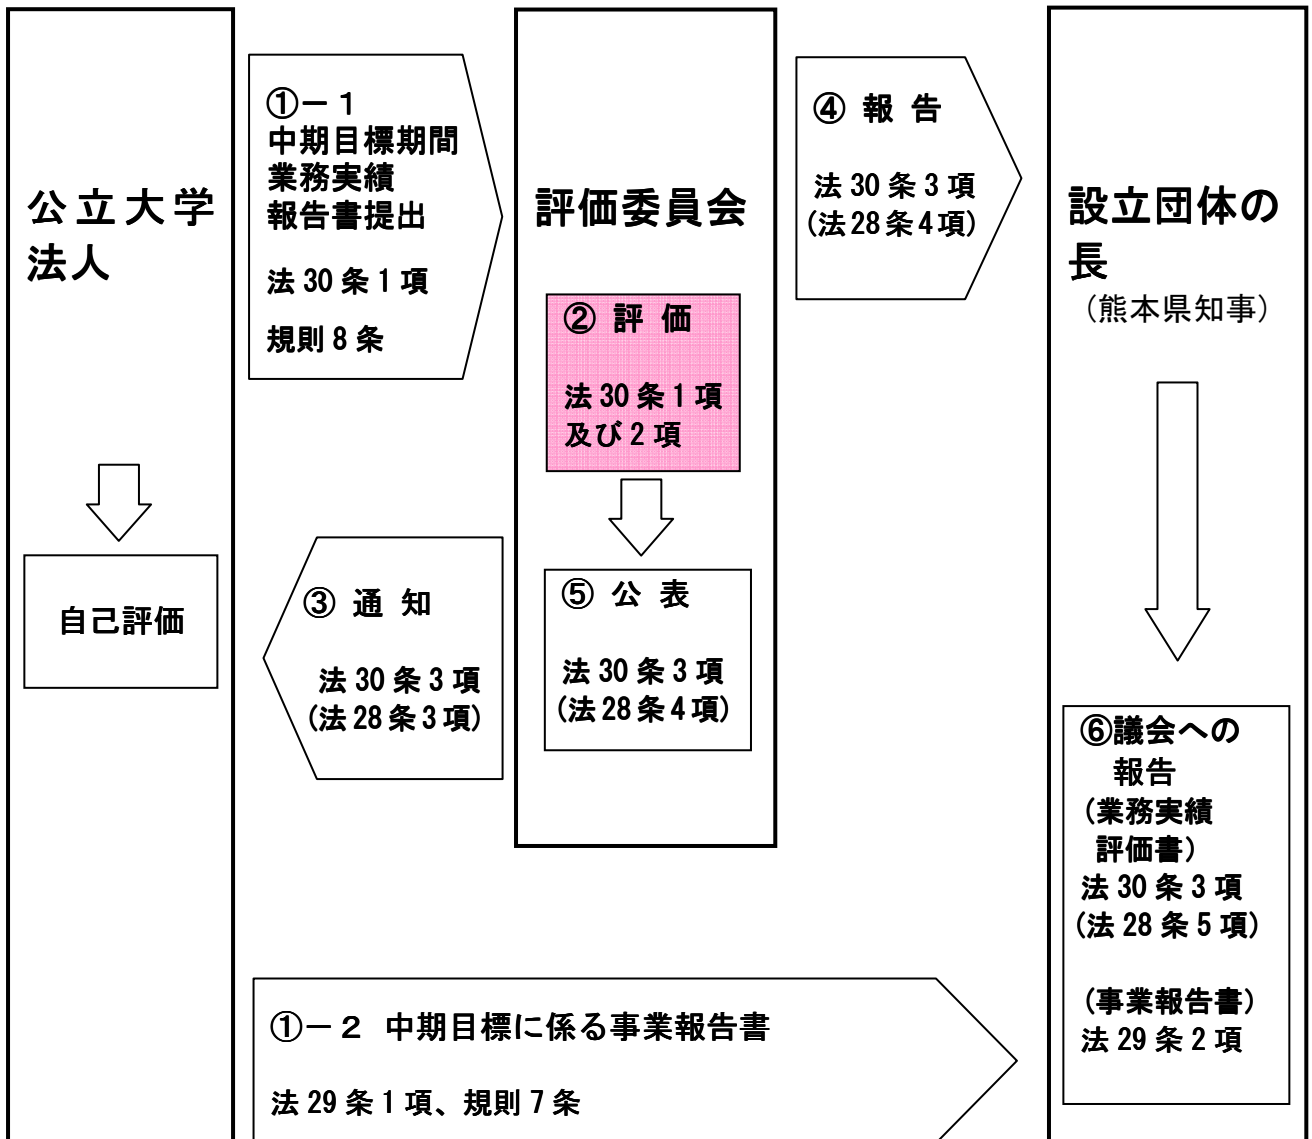 公立大学
法人
自己評価
①－１
中期目標期間
業務実績
報告書提出
法 30 条 1 項
規則 8 条
評価委員会
② 評 価
法 30 条 1 項
及び 2 項
③ 通 知
法 30 条 3 項
(法 28 条 3 項)
⑤ 公 表
法 30 条 3 項
(法 28 条 4 項)
④ 報 告
法 30 条 3 項
(法 28 条 4 項)
設立団体の
長
（熊本県知事）
⑥議会への
報告
（業務実績
評価書）
法 30 条 3 項
(法 28 条 5 項)
（事業報告書）
法 29 条 2 項
①－２ 中期目標に係る事業報告書
法 29 条 1 項、規則 7 条